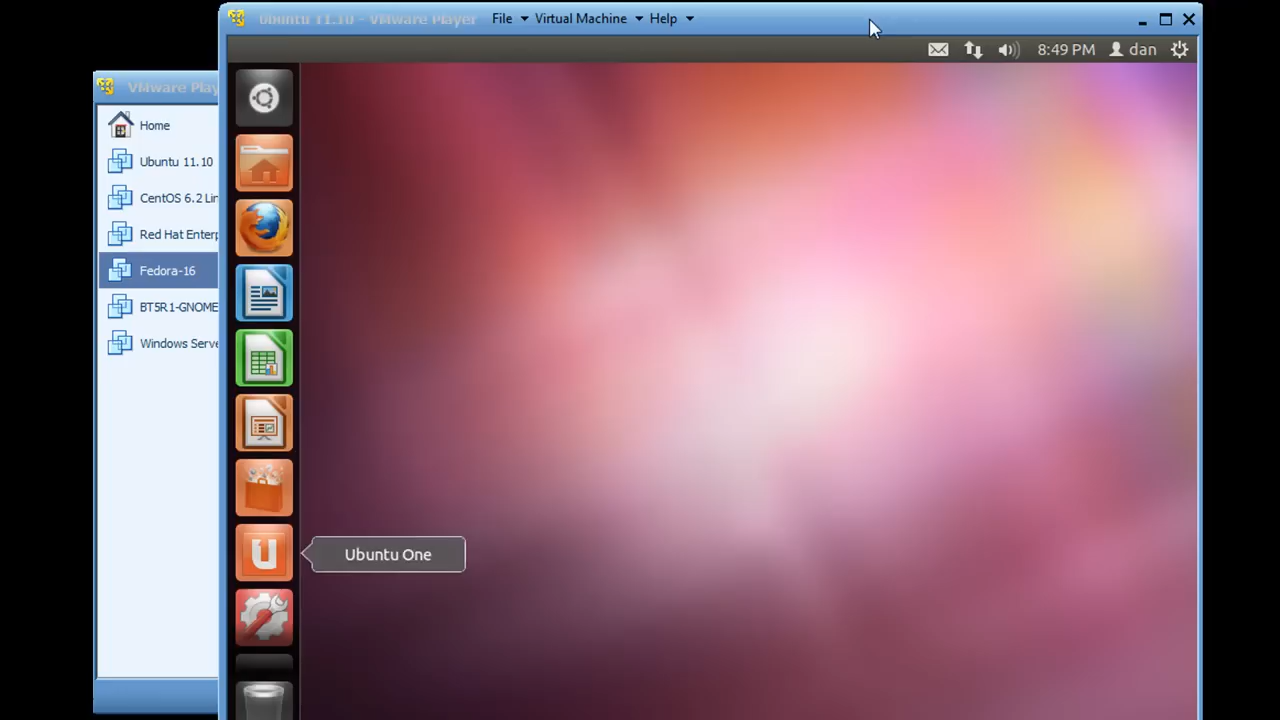 Ubuntu 11.10 - VMware Player File Virtual Machine Help
8:49 PM dan
VMware Play
Home
Ubuntu 11.10
CentOS 6.2 Lin
Red Hat Enterp
Fedora-16
BT5R1-GNOME
Windows Serve
Ubuntu One